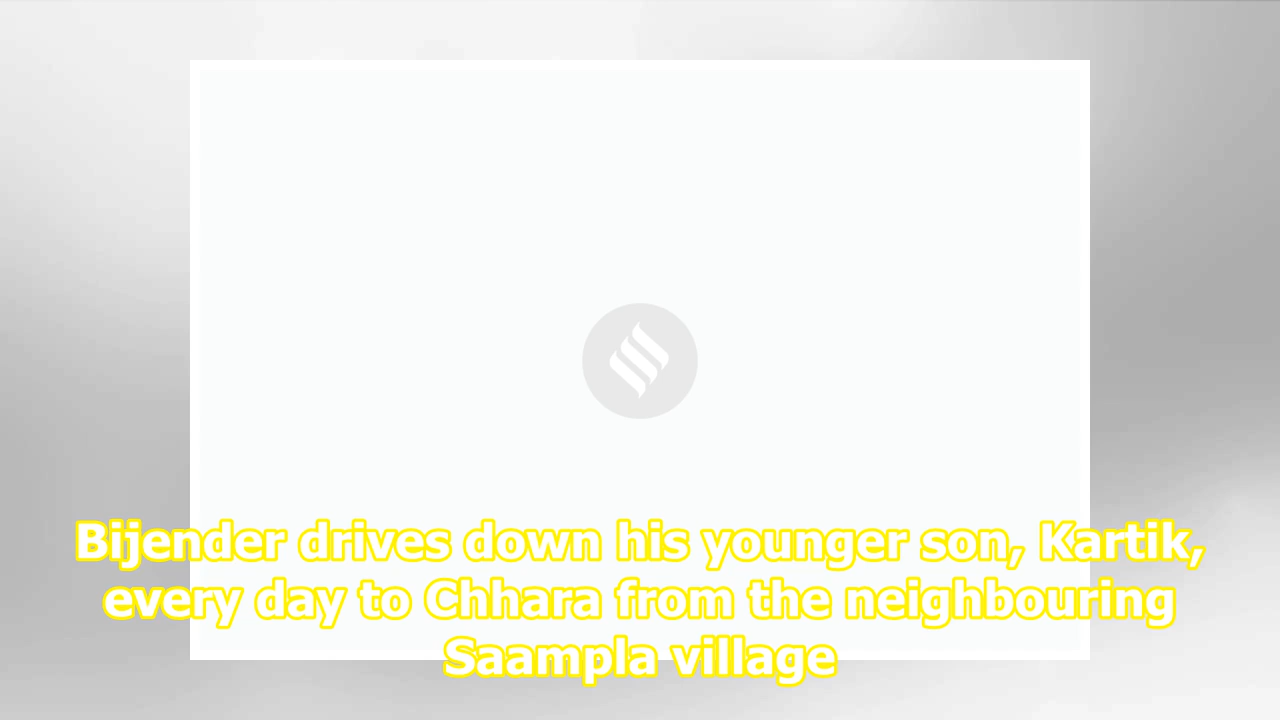 Bijender drives down his younger son, Kartik,
every day to Chhara from the neighbouring
Saampla village